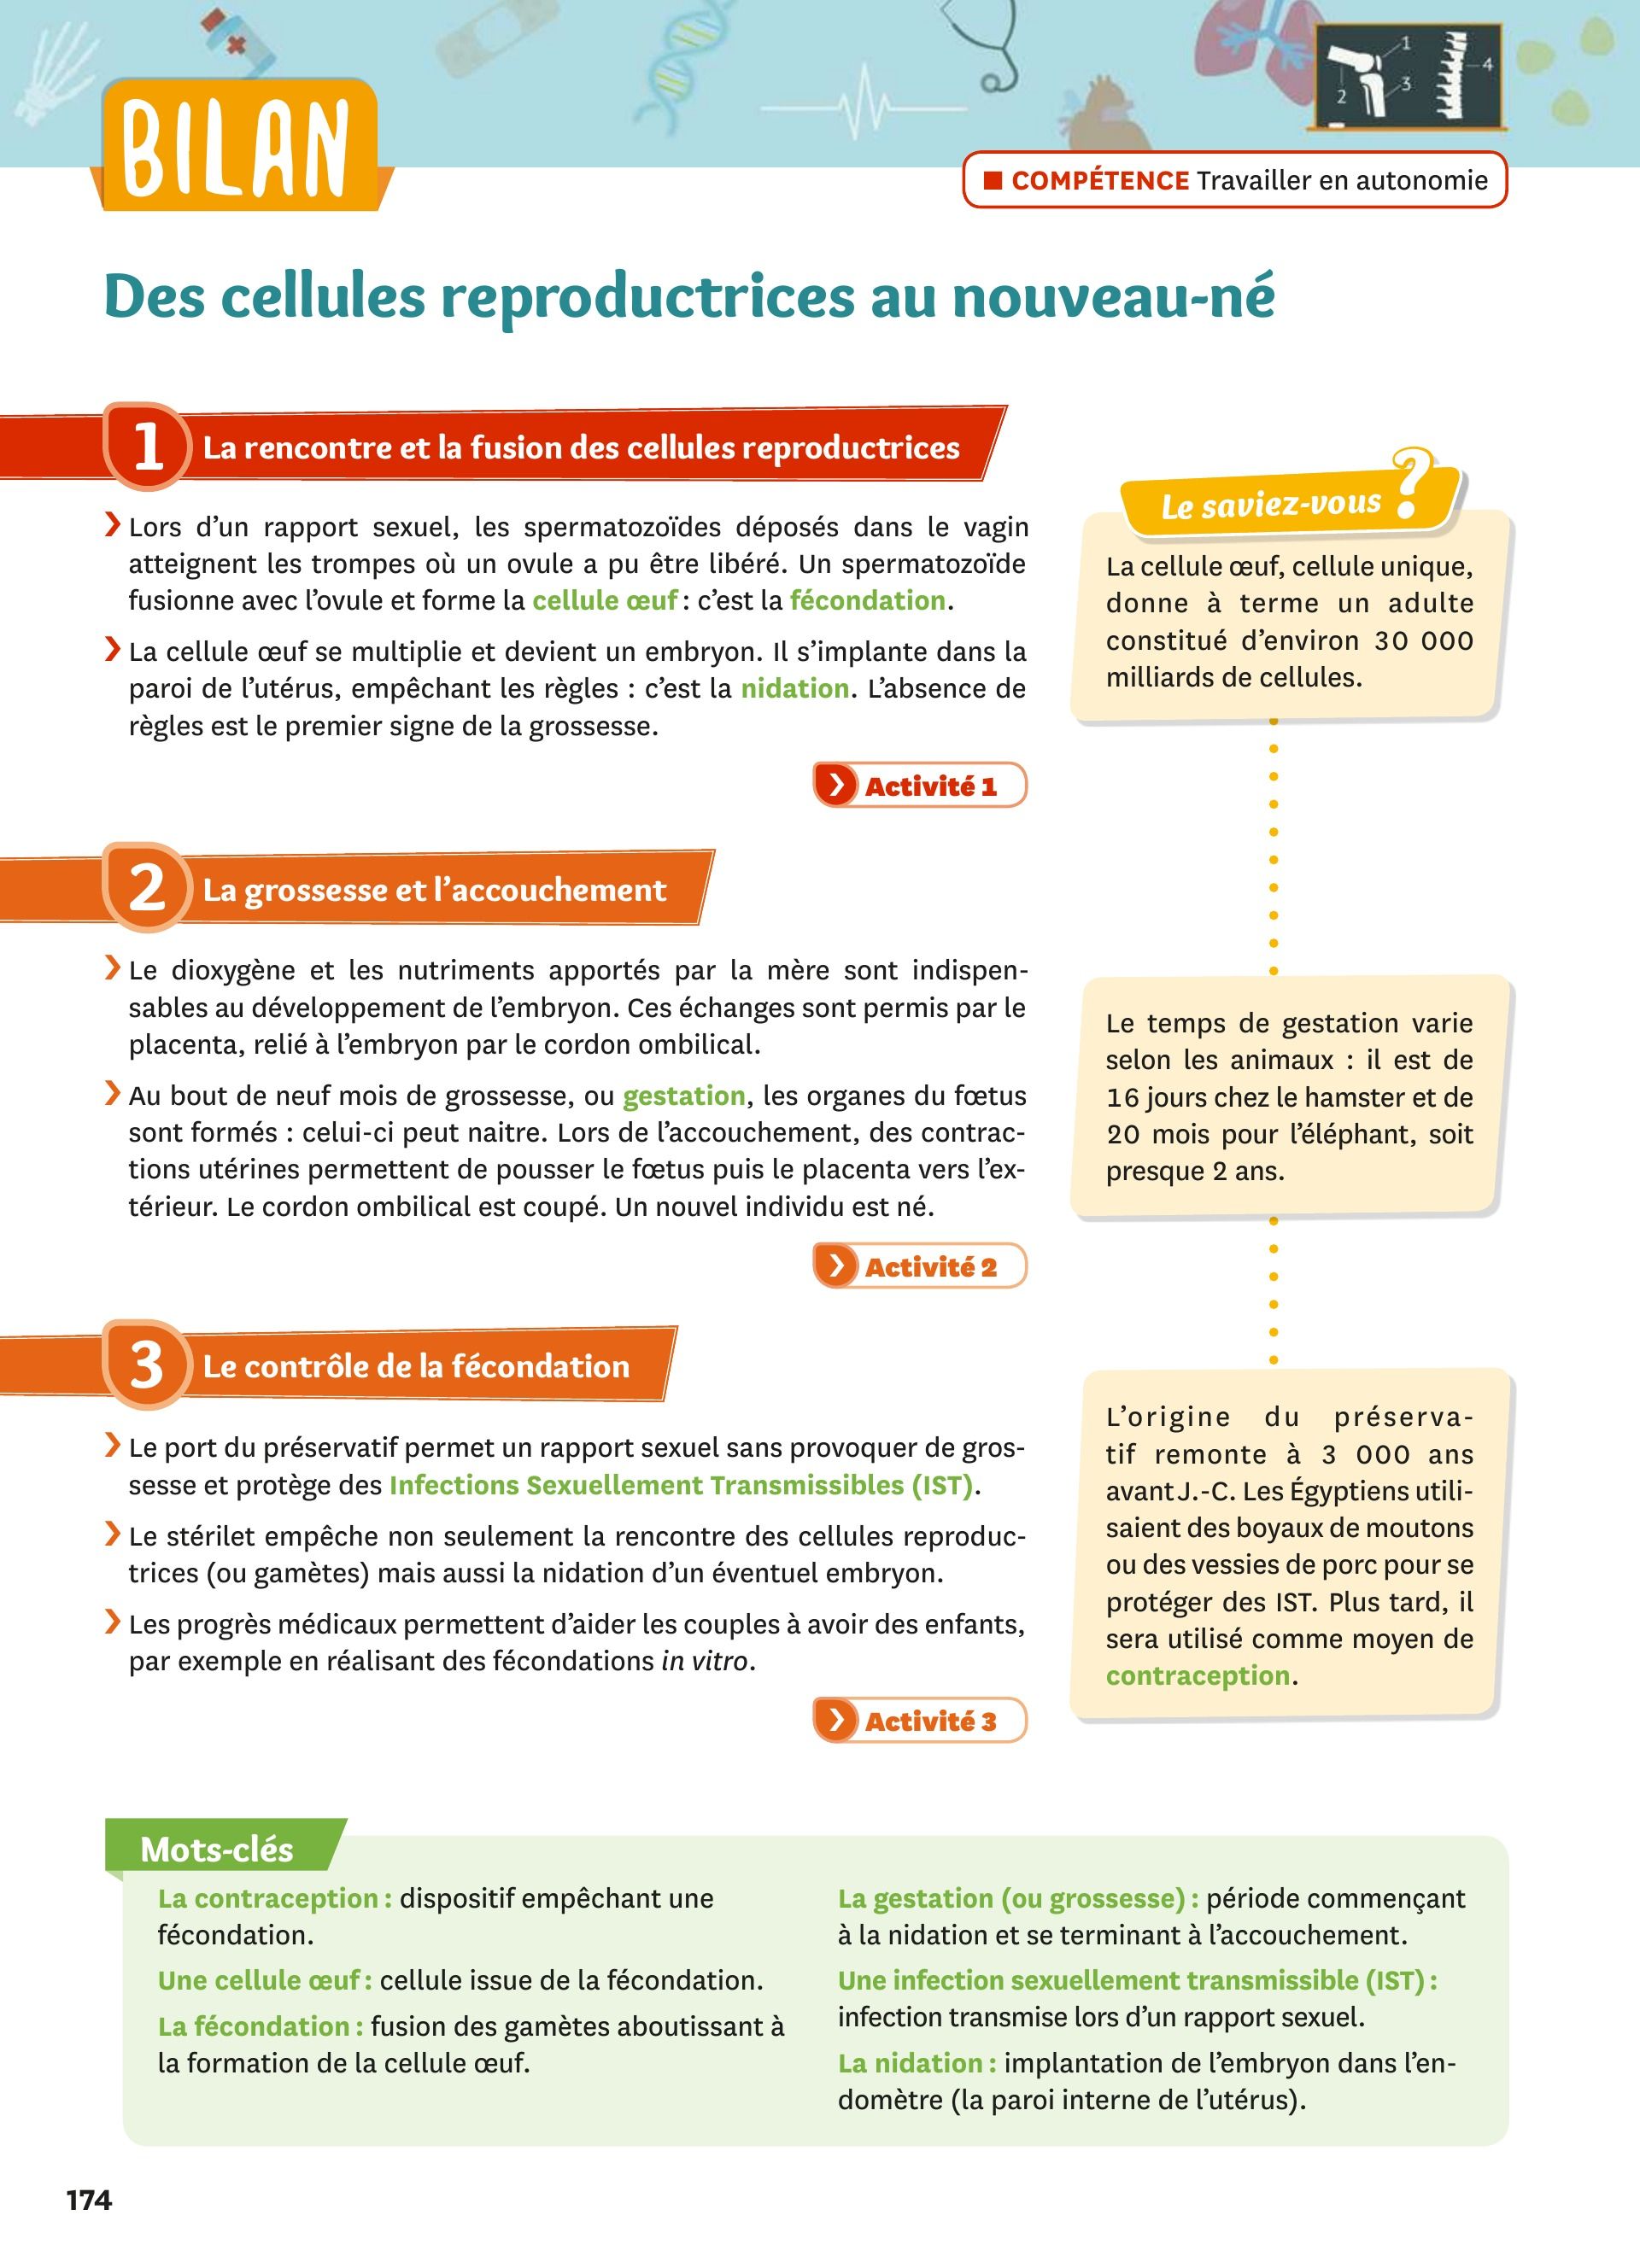 1
2
3
4
BILAN
■ COMPÉTENCE Travailler en autonomie
Des cellules reproductrices au nouveau-né
1 La rencontre et la fusion des cellules reproductrices
❯ Lors d’un rapport sexuel, les spermatozoïdes déposés dans le vagin
atteignent les trompes où un ovule a pu être libéré. Un spermatozoïde
fusionne avec l’ovule et forme la cellule œuf : c’est la fécondation.
❯ La cellule œuf se multiplie et devient un embryon. Il s’implante dans la
paroi de l’utérus, empêchant les règles : c’est la nidation. L’absence de
règles est le premier signe de la grossesse.
❯ Activité 1
Le saviez-vous ?
La cellule œuf, cellule unique,
donne à terme un adulte
constitué d’environ 30 000
milliards de cellules.
2 La grossesse et l’accouchement
❯ Le dioxygène et les nutriments apportés par la mère sont indispen-
sables au développement de l’embryon. Ces échanges sont permis par le
placenta, relié à l’embryon par le cordon ombilical.
❯ Au bout de neuf mois de grossesse, ou gestation, les organes du fœtus
sont formés : celui-ci peut naitre. Lors de l’accouchement, des contrac-
tions utérines permettent de pousser le fœtus puis le placenta vers l’ex-
térieur. Le cordon ombilical est coupé. Un nouvel individu est né.
❯ Activité 2
Le temps de gestation varie
selon les animaux : il est de
16 jours chez le hamster et de
20 mois pour l’éléphant, soit
presque 2 ans.
3 Le contrôle de la fécondation
❯ Le port du préservatif permet un rapport sexuel sans provoquer de gros-
sesse et protège des Infections Sexuellement Transmissibles (IST).
❯ Le stérilet empêche non seulement la rencontre des cellules reproduc-
trices (ou gamètes) mais aussi la nidation d’un éventuel embryon.
❯ Les progrès médicaux permettent d’aider les couples à avoir des enfants,
par exemple en réalisant des fécondations in vitro.
❯ Activité 3
L’origine du préserva-
tif remonte à 3 000 ans
avant J.-C. Les Égyptiens utili-
saient des boyaux de moutons
ou des vessies de porc pour se
protéger des IST. Plus tard, il
sera utilisé comme moyen de
contraception.
Mots-clés
La contraception : dispositif empêchant une
fécondation.
Une cellule œuf : cellule issue de la fécondation.
La fécondation : fusion des gamètes aboutissant à
la formation de la cellule œuf.
La gestation (ou grossesse) : période commençant
à la nidation et se terminant à l’accouchement.
Une infection sexuellement transmissible (IST) :
infection transmise lors d’un rapport sexuel.
La nidation : implantation de l’embryon dans l’en-
domètre (la paroi interne de l’utérus).
174